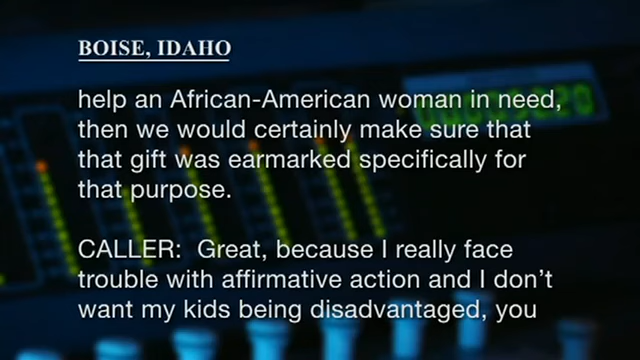 BOISE, IDAHO
help an African-American woman in need,
then we would certainly make sure that
that gift was earmarked specifically for
that purpose.
CALLER: Great, because I really face
trouble with affirmative action and I don't
want my kids being disadvantaged, you